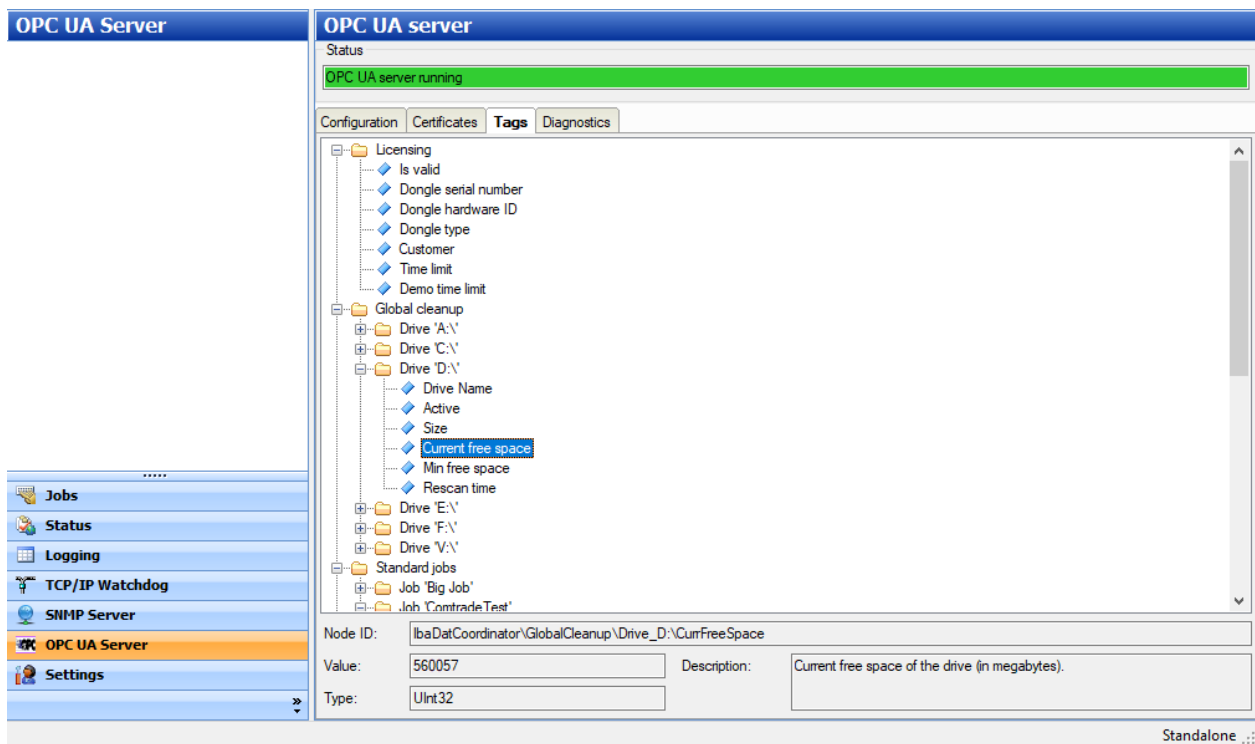 OPC UA Server
Jobs
Status
Logging
TCP/IP Watchdog
SNMP Server
OPC UA Server
Settings
OPC UA server
Status
OPC UA server running
Configuration Certificates Tags Diagnostics
Licensing
Is valid
Dongle serial number
Dongle hardware ID
Dongle type
Customer
Time limit
Demo time limit
Global cleanup
Drive 'A:\'
Drive 'C:\'
Drive 'D:\'
Drive Name
Active
Size
Current free space
Min free space
Rescan time
Drive 'E:\'
Drive 'F:\'
Drive 'V:\'
Standard jobs
Job 'Big Job'
Job 'ComtradeTest'
Node ID: IbaDatCoordinator\GlobalCleanup\Drive_D:\CurrFreeSpace
Value: 560057 Description: Current free space of the drive (in megabytes).
Type: UInt32
Standalone